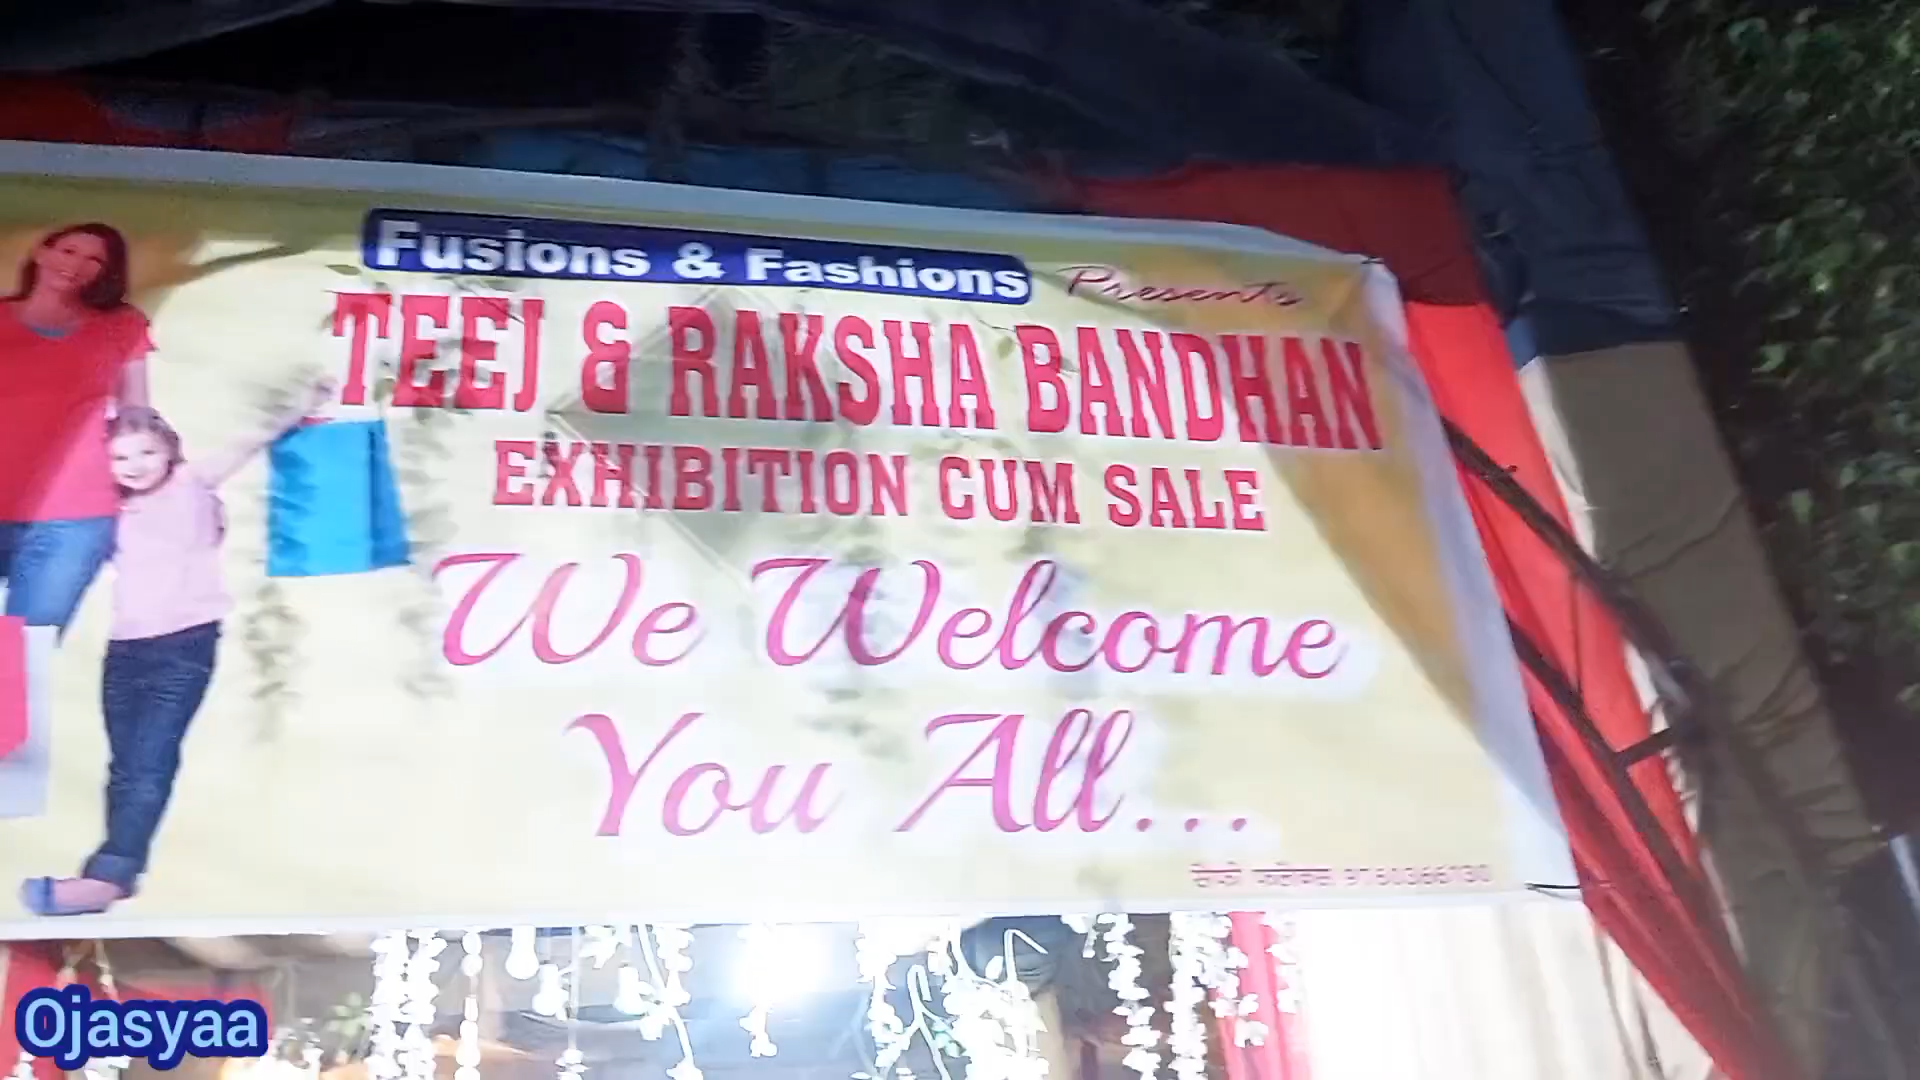 Fusions & Fashions Presents
TEEJ & RAKSHA BANDHAN
EXHIBITION CUM SALE
We Welcome
You All...
Ojasyaa